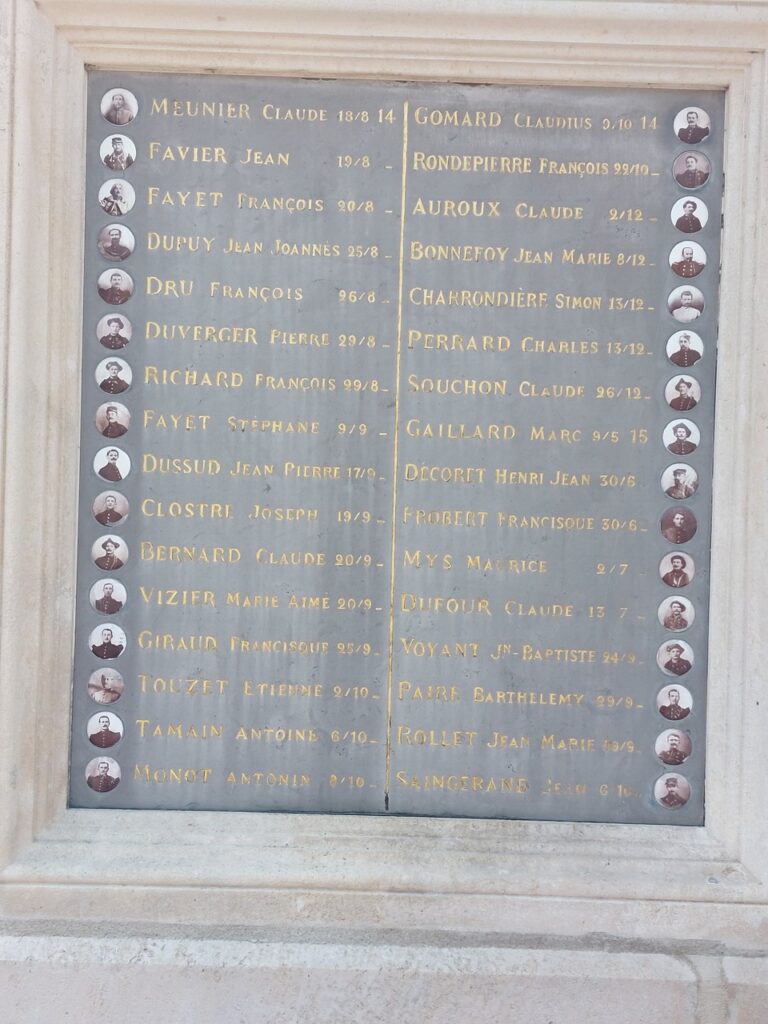 MEUNIER CLAUDE 18/8 14
FAVIER JEAN 19/8 _
FAYET FRANÇOIS 20/8 _
DUPUY JEAN JOANNES 25/8 _
DRU FRANÇOIS 26/8 _
DUVERGER PIERRE 29/8 _
RICHARD FRANÇOIS 29/8 _
FAYET STEPHANE 9/9 _
DUSSUD JEAN PIERRE 17/9 _
CLOSTRE JOSEPH 19/9 _
BERNARD CLAUDE 20/9 _
VIZIER MARIE AIMÉ 20/9 _
GIRAUD FRANCISQUE 25/9 _
TOUZET ETIENNE 2/10 _
TAMAIN ANTOINE 6/10 _
MONOT ANTONIN 8/10 _
GOMARD CLAUDIUS 9/10 14
RONDEPIERRE FRANÇOIS 22/10 _
AUROUX CLAUDE 2/12 _
BONNEFOY JEAN MARIE 8/12 _
CHARRONDIÈRE SIMON 13/12 _
PERRARD CHARLES 13/12 _
SOUCHON CLAUDE 26/12 _
GAILLARD MARC 9/5 15
DÉCORET HENRI JEAN 30/6
FROBERT FRANCISQUE 30/6 _
MYS MAURICE 2/7 _
DUFOUR CLAUDE 13 7 _
VOYANT JN-BAPTISTE 24/9 _
PAIRE BARTHELEMY 29/9 _
ROLLET JEAN MARIE
SAINGERAND JEAN 6 10